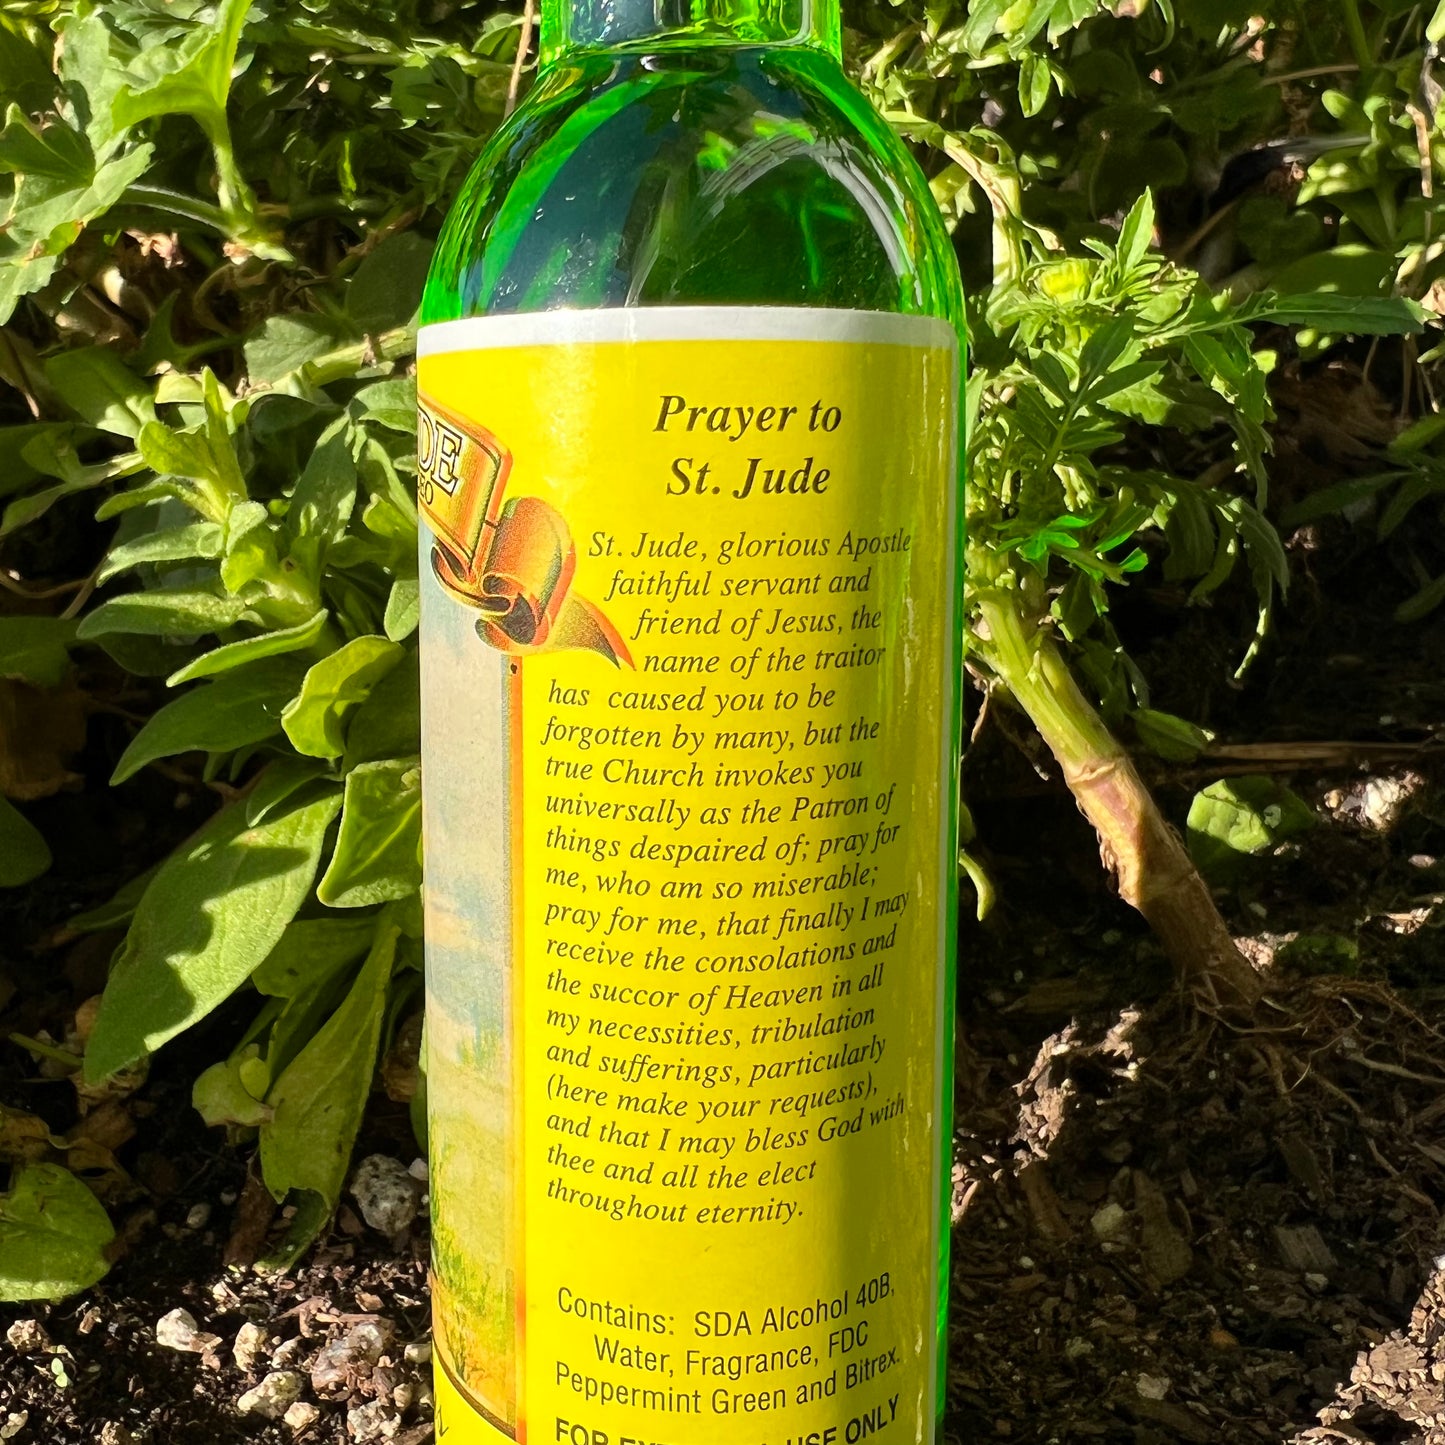 Prayer to
St. Jude
St. Jude, glorious Apostle
faithful servant and
friend of Jesus, the
name of the traitor
has caused you to be
forgotten by many, but the
true Church invokes you
universally as the Patron of
things despaired of; pray for
me, who am so miserable;
pray for me, that finally I may
receive the consolations and
the succor of Heaven in all
my necessities, tribulation
and sufferings, particularly
(here make your requests),
and that I may bless God with
thee and all the elect
throughout eternity.
Contains: SDA Alcohol 40B,
Water, Fragrance, FDC
Peppermint Green and Bitrex.
FOR USE ONLY